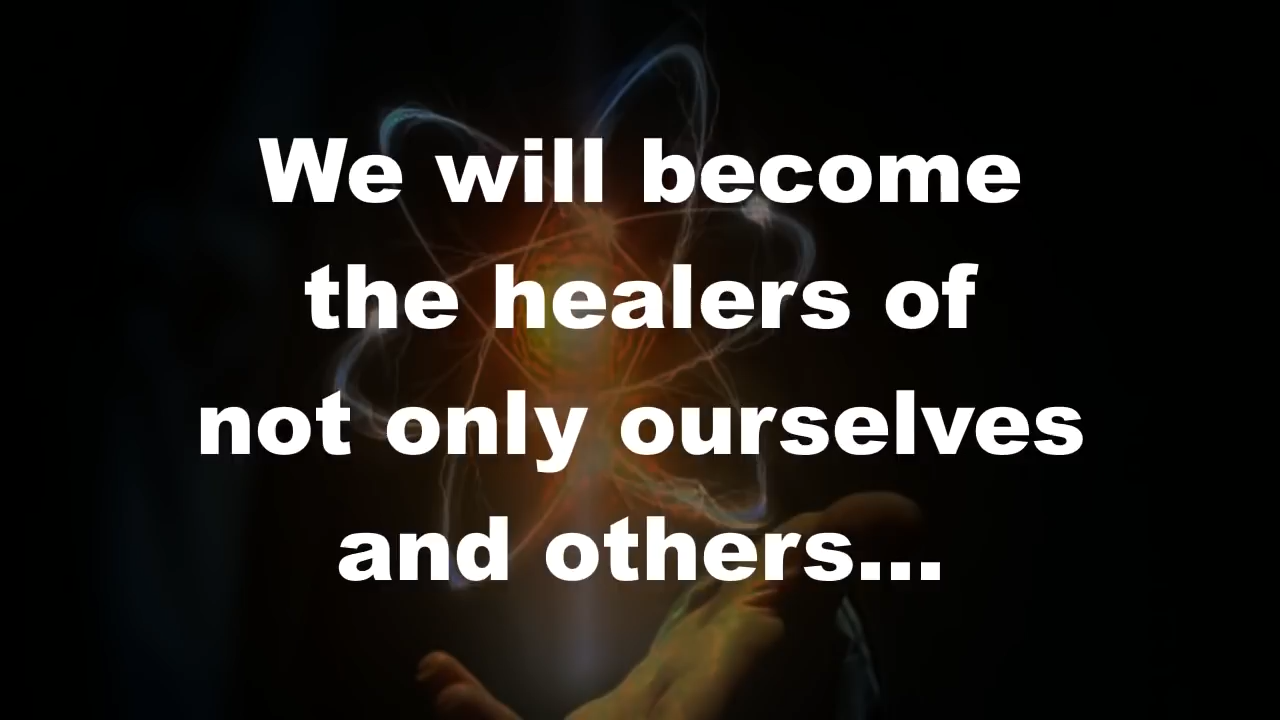 We will become
the healers of
not only ourselves
and others...